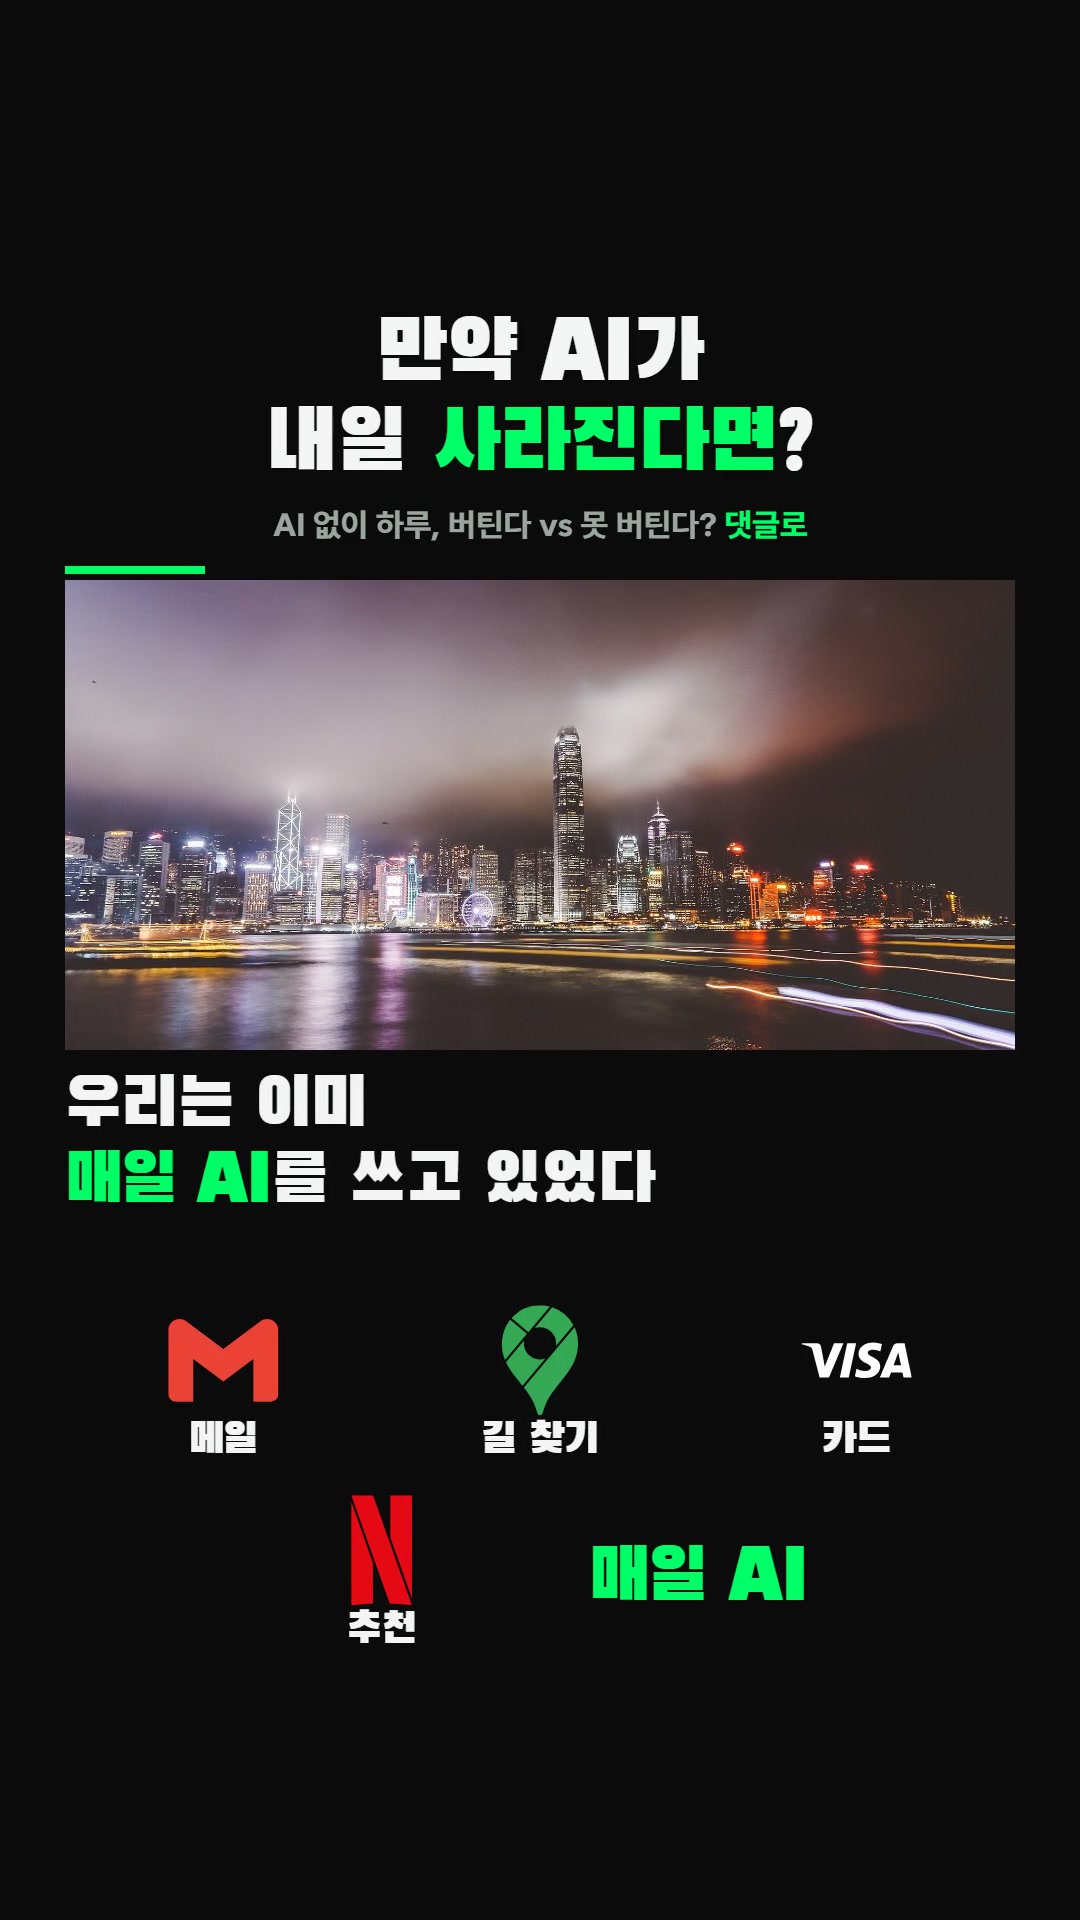 만약 AI가
내일 사라진다면?
AI 없이 하루, 버틴다 vs 못 버틴다? 댓글로
우리는 이미
매일 AI를 쓰고 있었다
M
VISA
메일
길 찾기
카드
N
추천
매일 AI